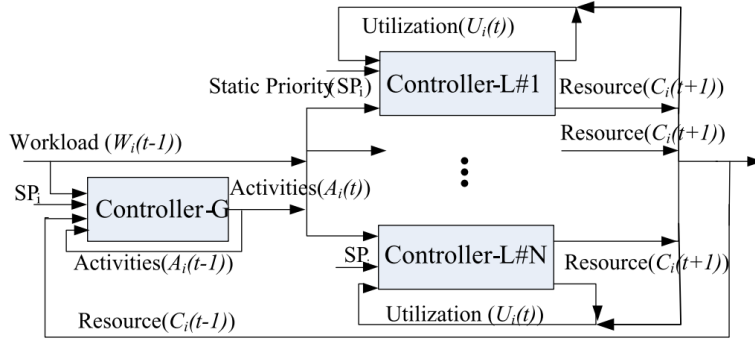 Utilization(Ui(t))
Static Priority(SPi)
Controller-L#1
Resource(Ci(t+1))
Workload (Wi(t-1))
Resource(Ci(t+1))
SPi
Controller-G
Activities(Ai(t))
Activities(Ai(t-1))
SPi
Controller-L#N
Resource(Ci(t+1))
Resource(Ci(t-1))
Utilization (Ui(t))